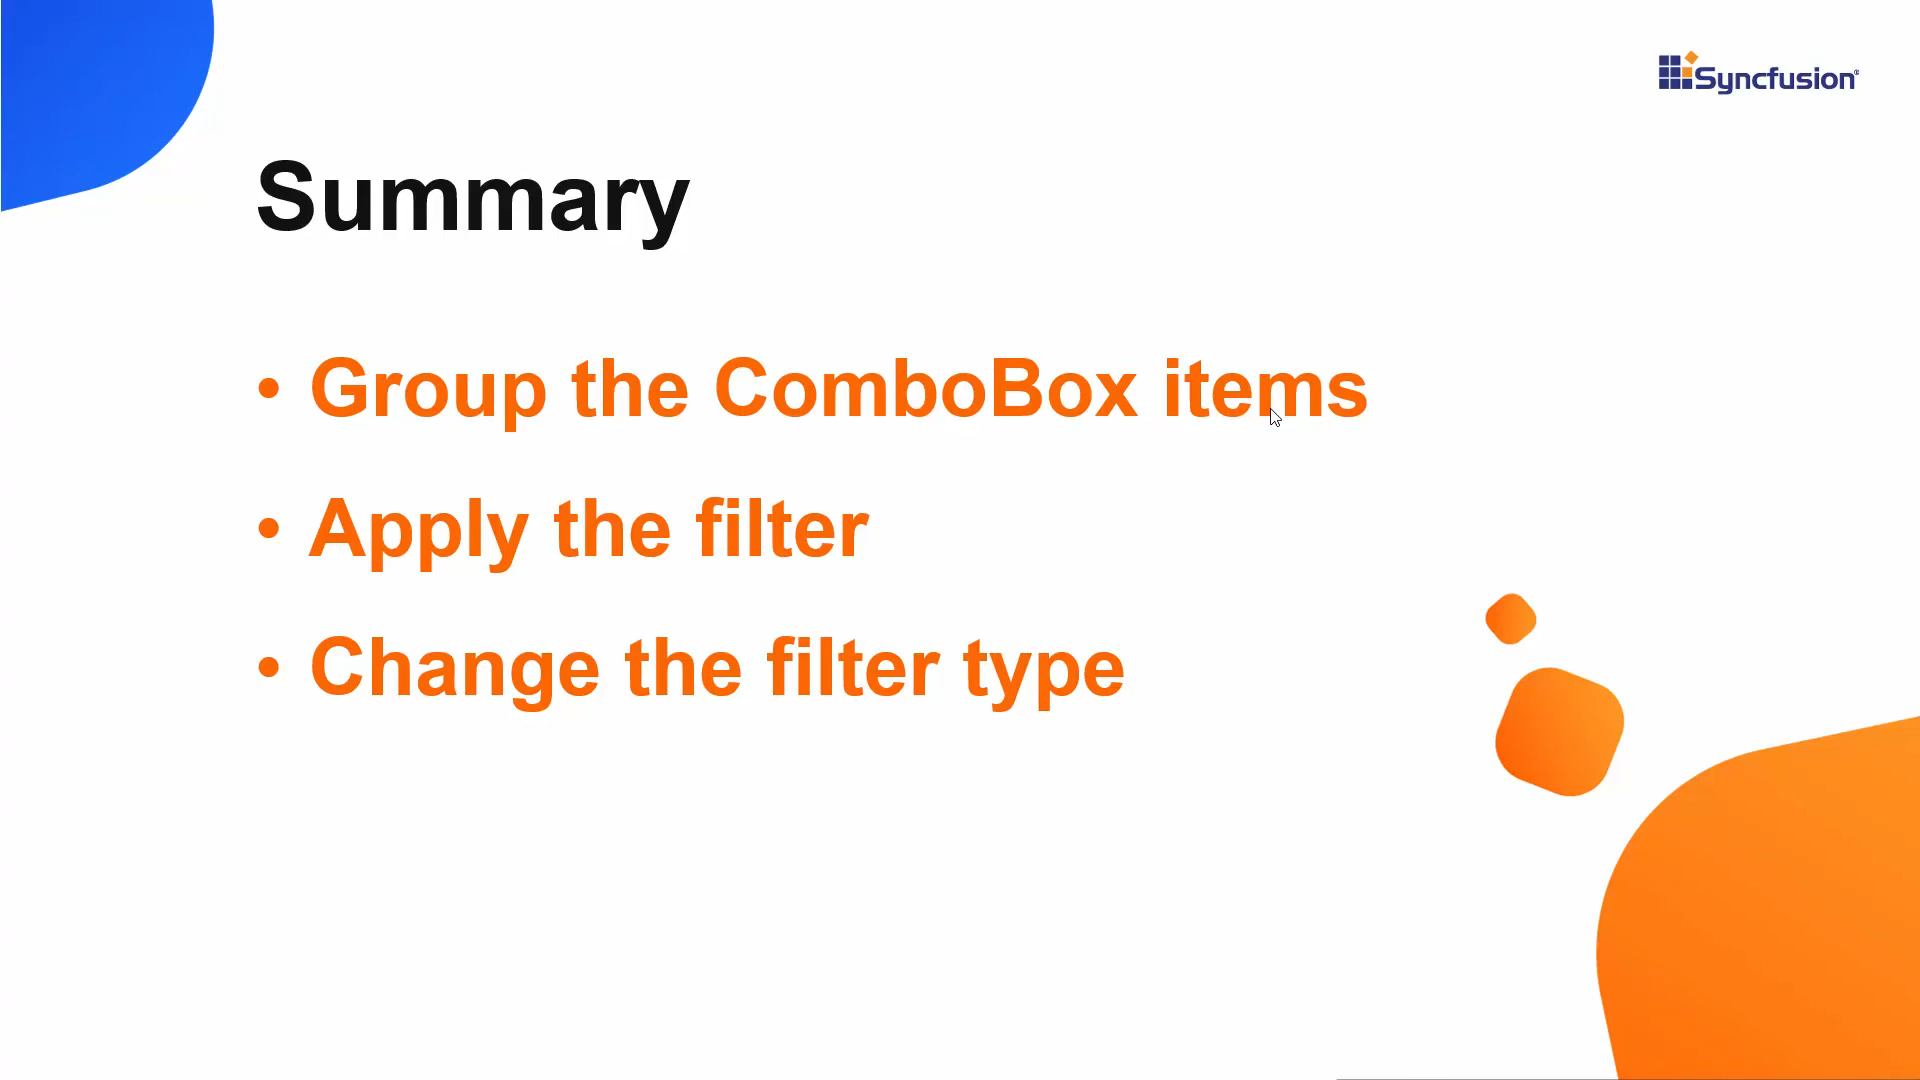 Syncfusion
Summary
• Group the ComboBox items
• Apply the filter
• Change the filter type